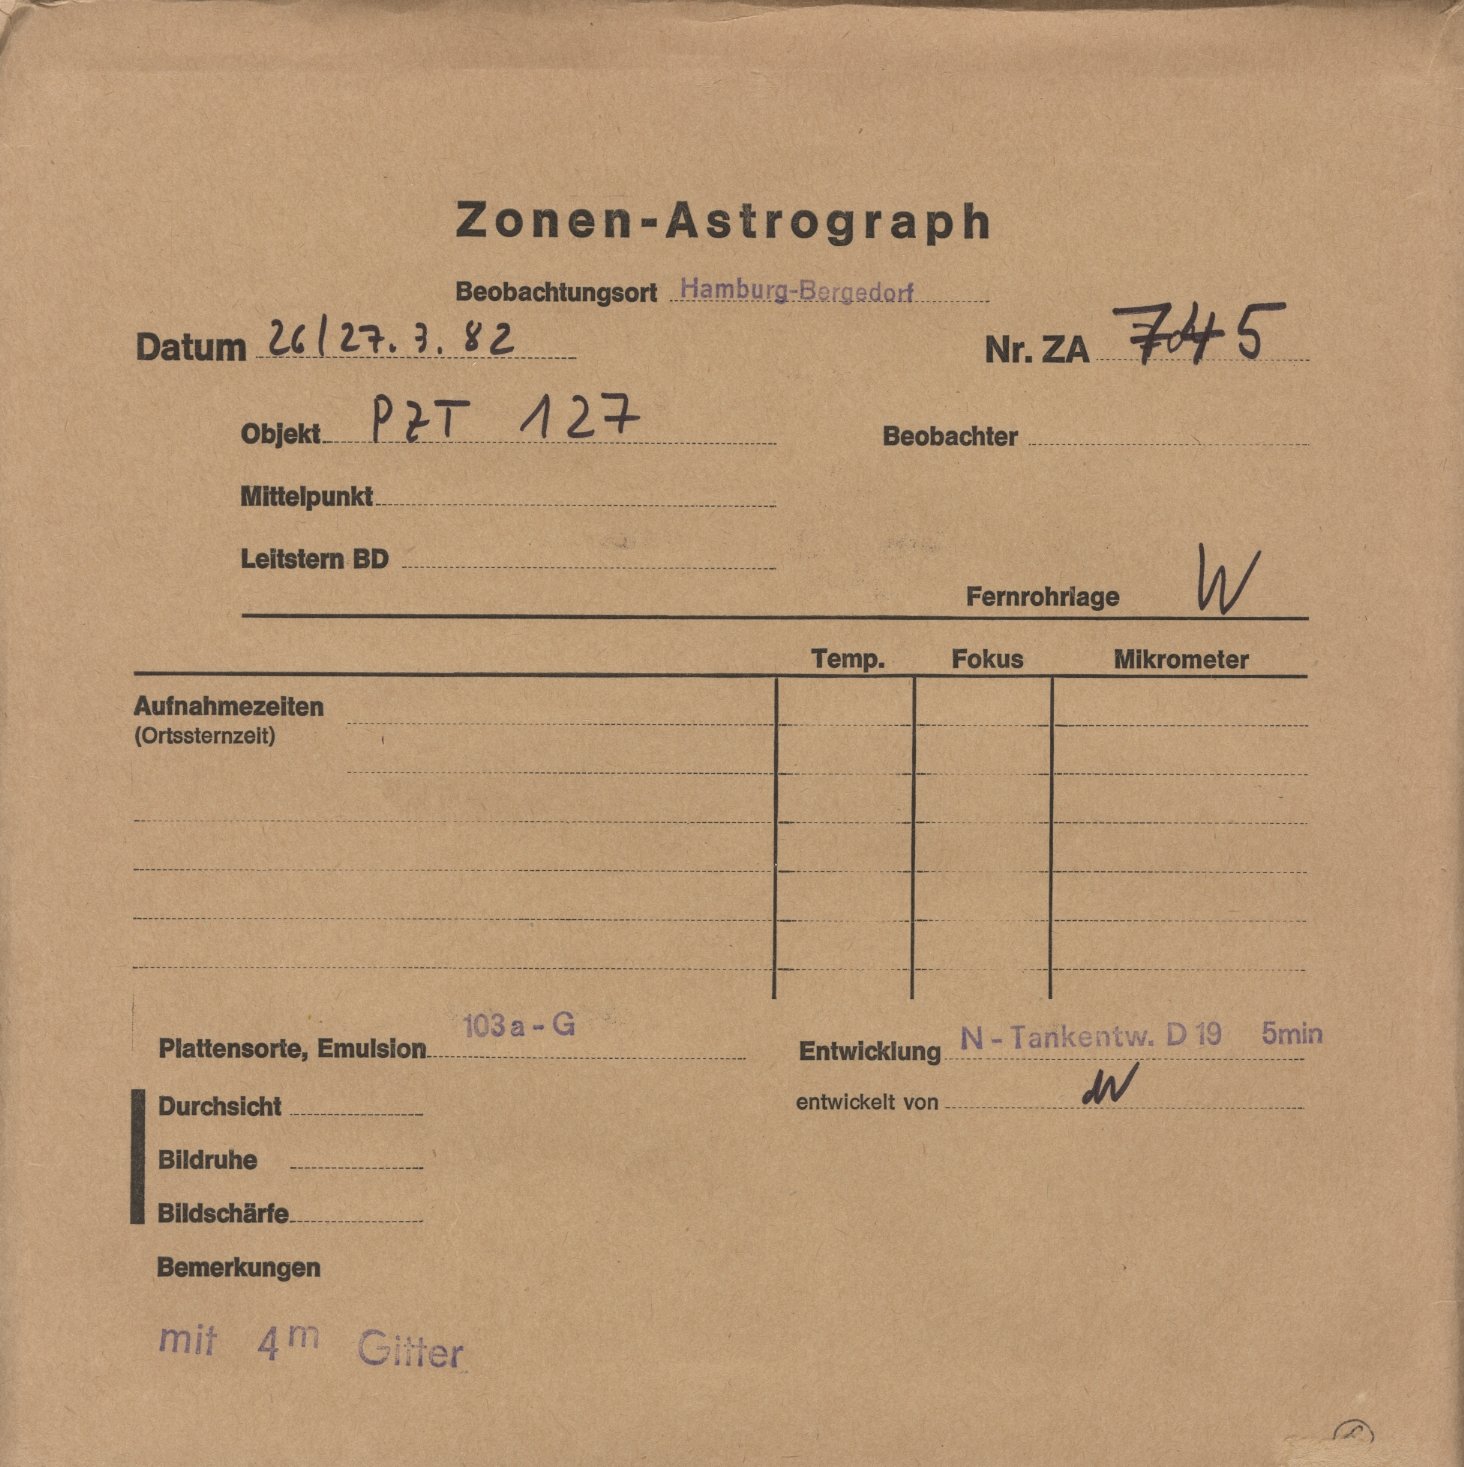 Zonen-Astrograph
Beobachtungsort Hamburg-Bergedorf
Datum 26/27.3.82 Nr. ZA 745
Objekt PZT 127 Beobachter
Mittelpunkt
Leitstern BD
Fernrohrlage W
Temp. Fokus Mikrometer
Aufnahmezeiten
(Ortssternzeit)
Plattensorte, Emulsion 103a-G
Entwicklung N-Tankentw. D 19 5min
Durchsicht
entwickelt von
Bildruhe
Bildschärfe
Bemerkungen
mit 4m Gitter